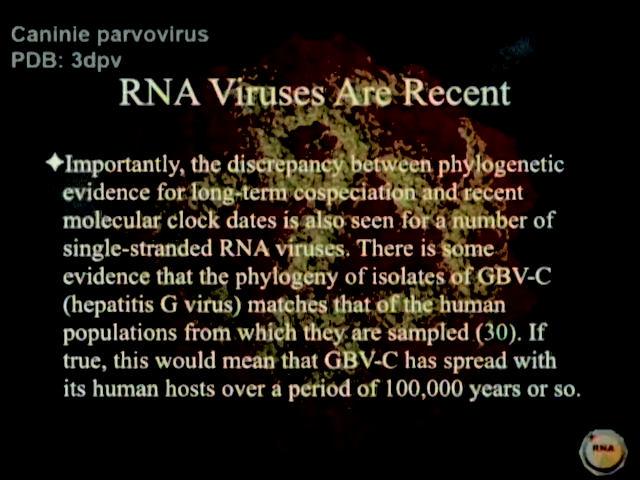 Caninie parvovirus
PDB: 3dpv
RNA Viruses Are Recent
✦Importantly, the discrepancy between phylogenetic
evidence for long-term cospeciation and recent
molecular clock dates is also seen for a number of
single-stranded RNA viruses. There is some
evidence that the phylogeny of isolates of GBV-C
(hepatitis G virus) matches that of the human
populations from which they are sampled (30). If
true, this would mean that GBV-C has spread with
its human hosts over a period of 100,000 years or so.
RNA